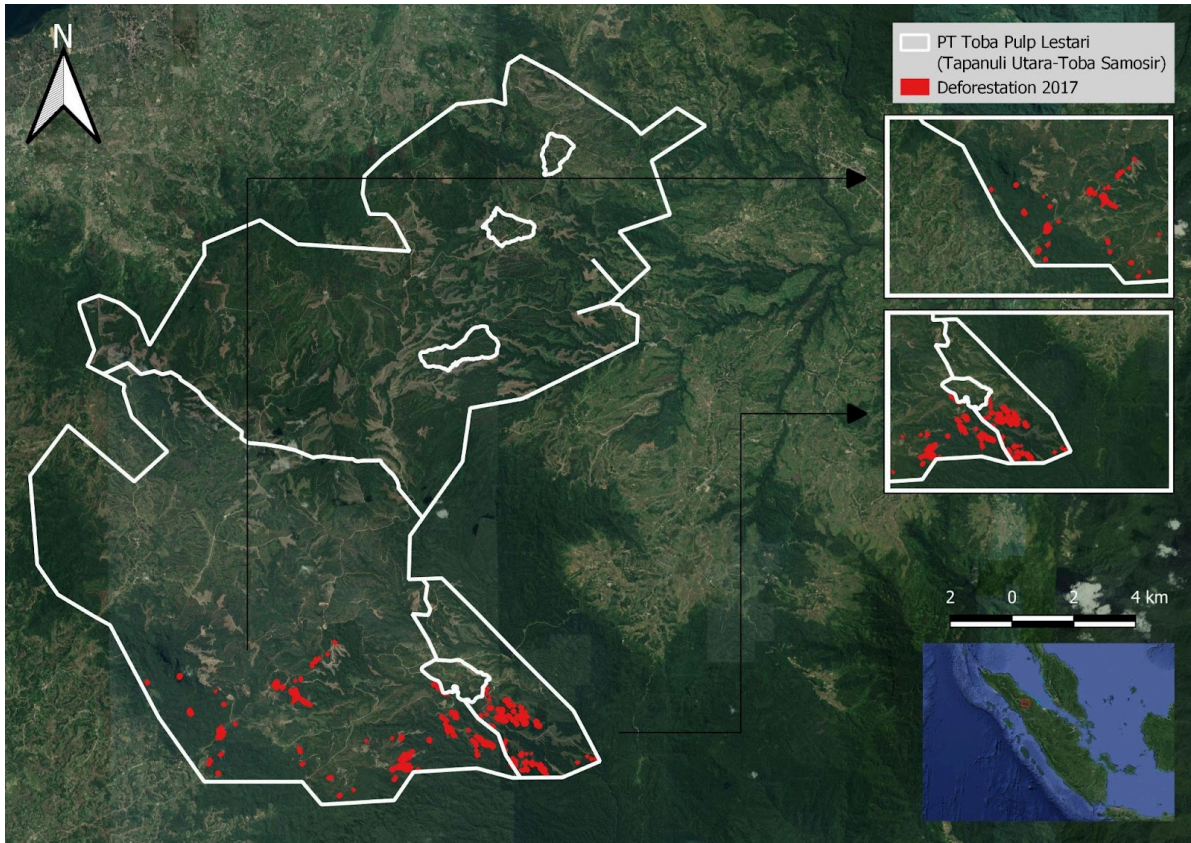 N
PT Toba Pulp Lestari
(Tapanuli Utara-Toba Samosir)
Deforestation 2017
2 0 2 4 km